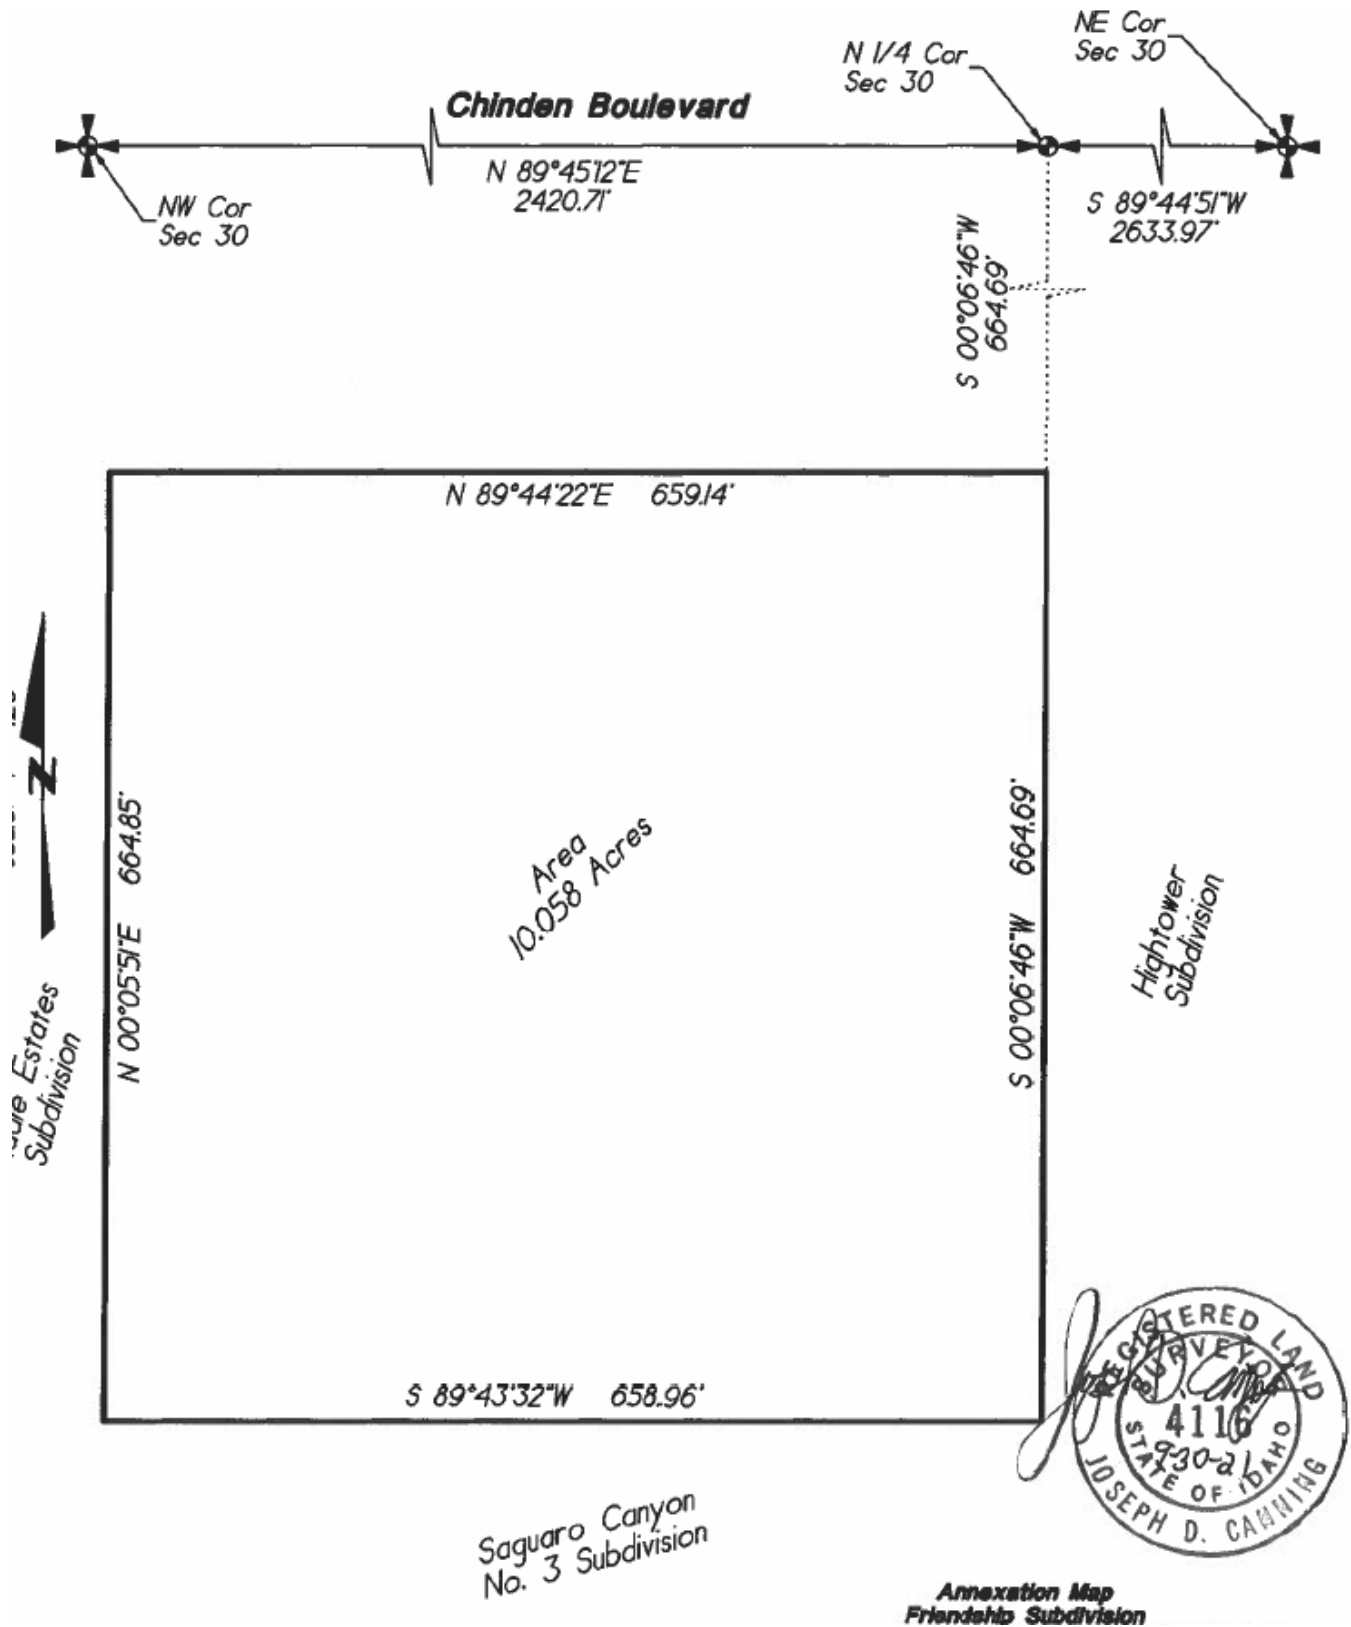 NE Cor
Sec 30
N 1/4 Cor
Sec 30
Chinden Boulevard
N 89°45'12"E
2420.71'
NW Cor
Sec 30
S 89°44'51"W
2633.97'
S 00°06'46"W
664.69'
N 89°44'22"E 659.14'
N 00°05'51"E 664.85'
Area
10.058 Acres
S 00°06'46"W 664.69'
Hightower
Subdivision
Estates
Subdivision
N
S 89°43'32"W 658.96'
REGISTERED LAND
SURVEYOR
4116
9-30-21
STATE OF IDAHO
JOSEPH D. CANNING
Saguaro Canyon
No. 3 Subdivision
Annexation Map
Friendship Subdivision